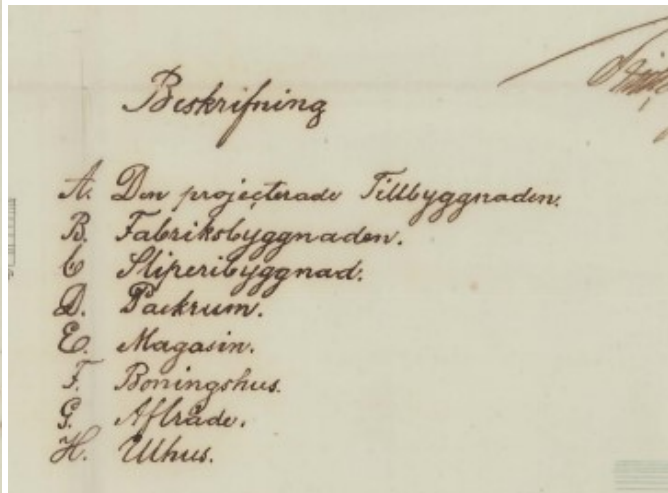 Beskrifning
A. Den projecterade Tillbyggnaden.
B. Fabriksbyggnaden.
C Sliperibyggnad.
D. Packrum.
E. Magasin.
F. Boningshus.
G. Afträde.
H. Uthus.